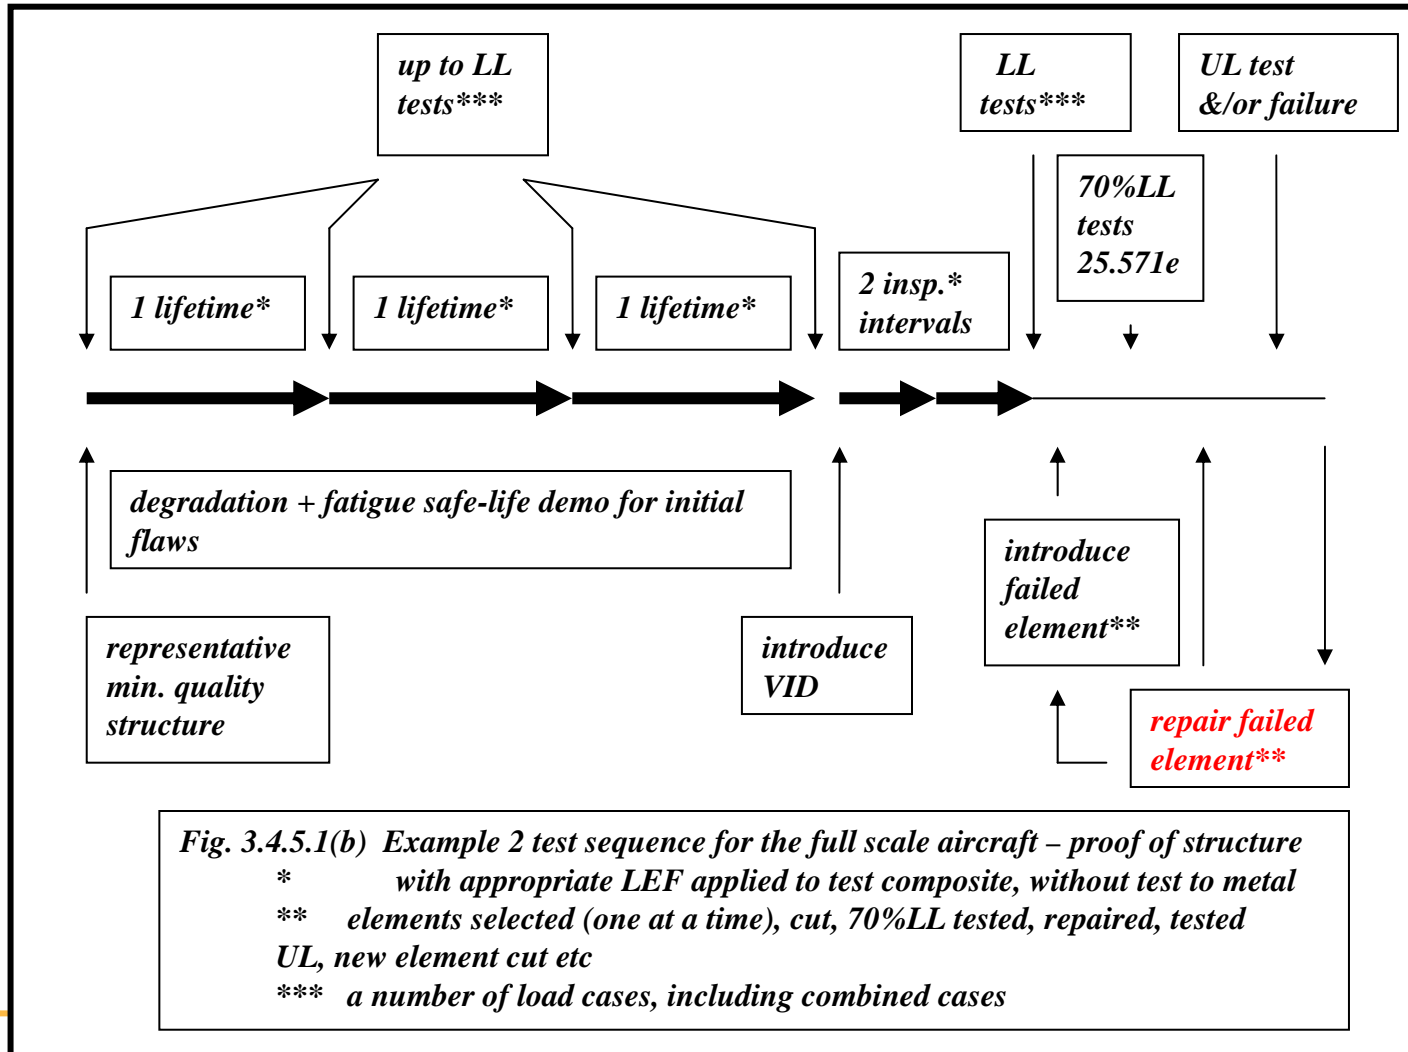 up to LL
tests***
LL
tests***
UL test
&/or failure
70%LL
tests
25.571e
1 lifetime*
1 lifetime*
1 lifetime*
2 insp.*
intervals
degradation + fatigue safe-life demo for initial
flaws
introduce
failed
element**
representative
min. quality
structure
introduce
VID
repair failed
element**
Fig. 3.4.5.1(b) Example 2 test sequence for the full scale aircraft – proof of structure
* with appropriate LEF applied to test composite, without test to metal
** elements selected (one at a time), cut, 70%LL tested, repaired, tested
UL, new element cut etc
*** a number of load cases, including combined cases